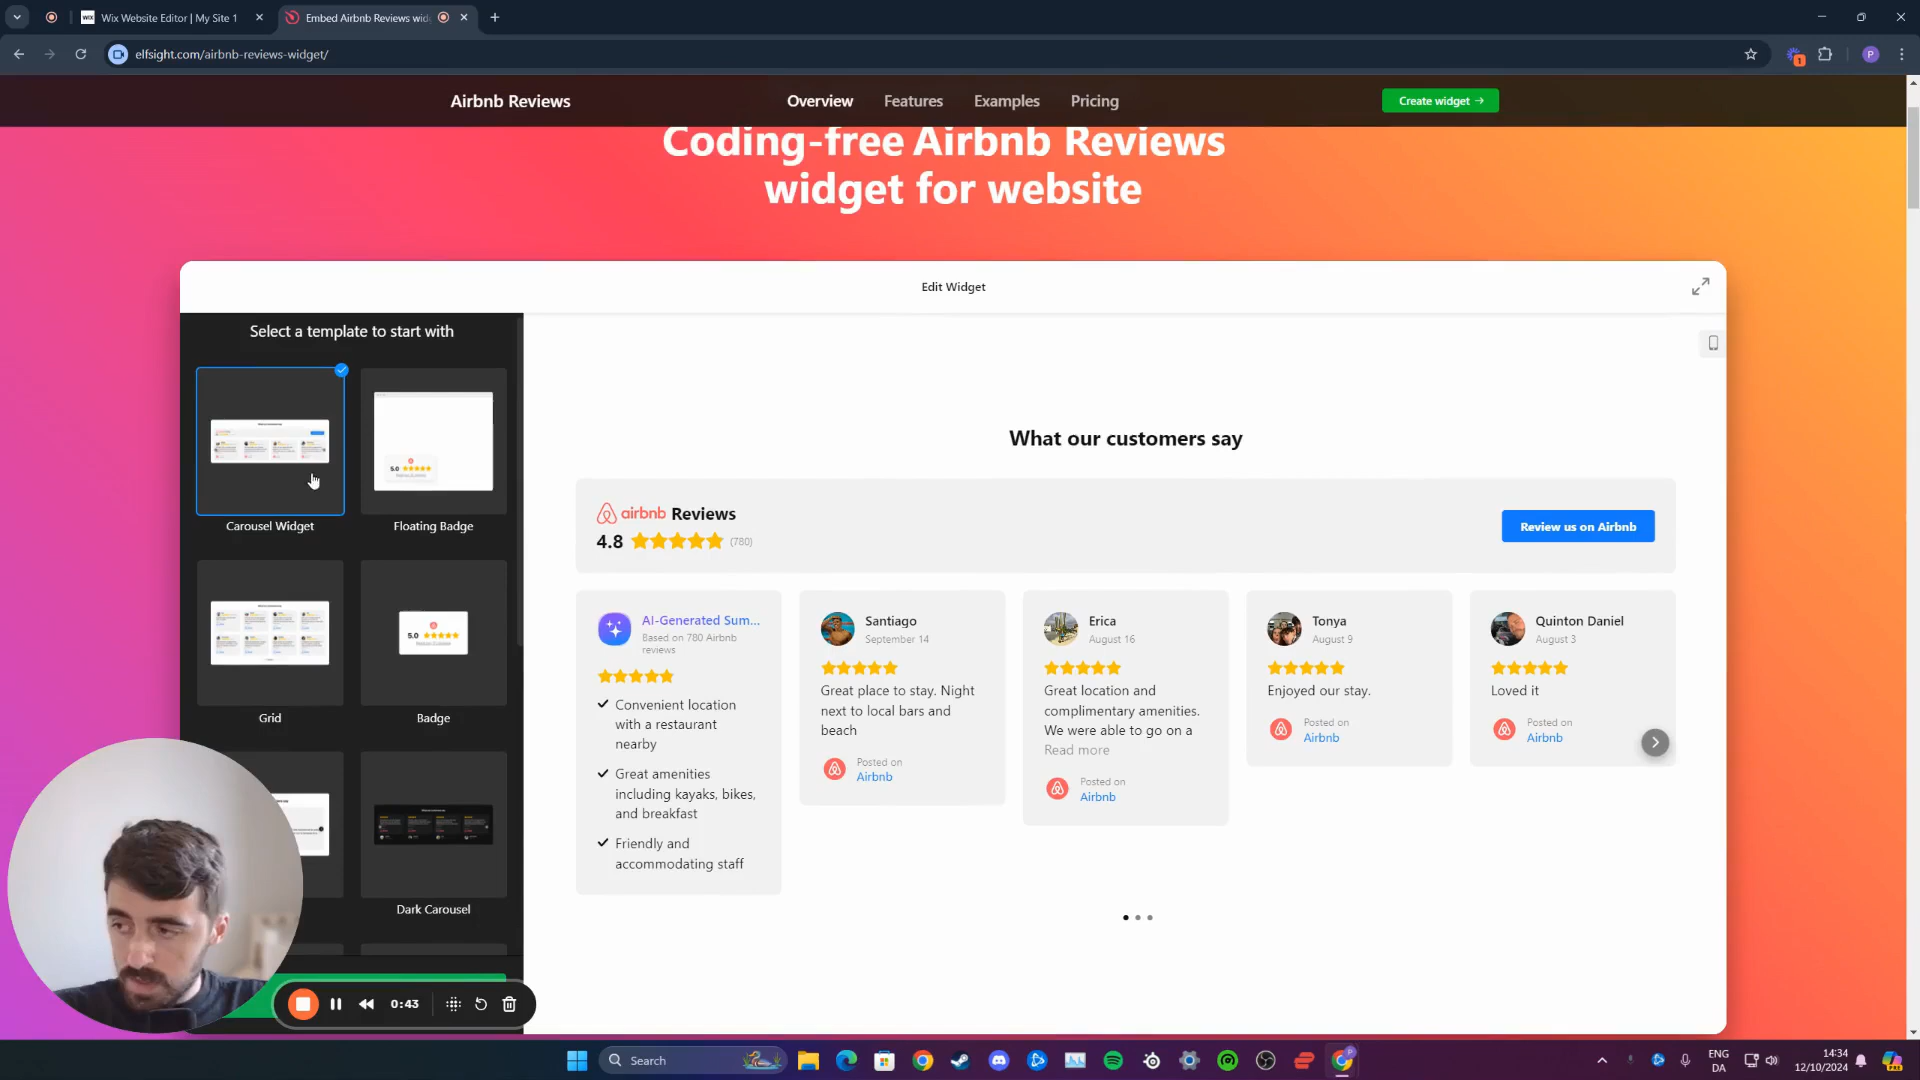 Wix Website Editor | My Site 1
Embed Airbnb Reviews wid
elfsight.com/airbnb-reviews-widget/
P
1
Airbnb Reviews
Overview
Features
Examples
Pricing
Create widget →
Coding-free Airbnb Reviews
widget for website
Edit Widget
Select a template to start with
Carousel Widget
Floating Badge
Grid
Badge
Dark Carousel
5.0
5.0
What our customers say
airbnb Reviews
4.8
(780)
Review us on Airbnb
AI-Generated Sum...
Based on 780 Airbnb
reviews
Convenient location
with a restaurant
nearby
Great amenities
including kayaks, bikes,
and breakfast
Friendly and
accommodating staff
Santiago
September 14
Great place to stay. Night
next to local bars and
beach
Posted on
Airbnb
Erica
August 16
Great location and
complimentary amenities.
We were able to go on a
Read more
Posted on
Airbnb
Tonya
August 9
Enjoyed our stay.
Posted on
Airbnb
Quinton Daniel
August 3
Loved it
Posted on
Airbnb
0:43
Search
ENG
DA
14:34
12/10/2024